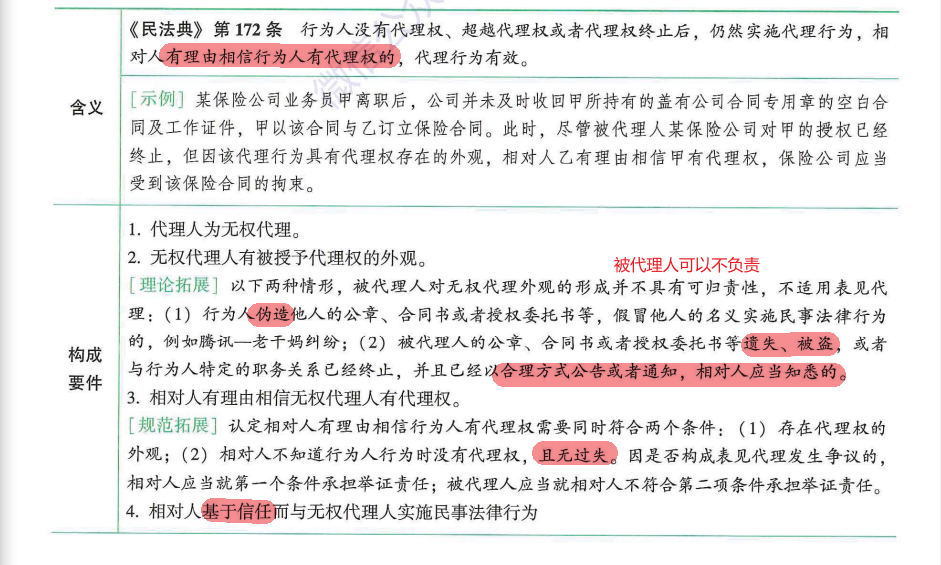 《民法典》第 172 条 行为人没有代理权、超越代理权或者代理权终止后，仍然实施代理行为，相
对人有理由相信行为人有代理权的，代理行为有效。
微信公众
含义
［示例］某保险公司业务员甲离职后，公司并未及时收回甲所持有的盖有公司合同专用章的空白合
同及工作证件，甲以该合同与乙订立保险合同。此时，尽管被代理人某保险公司对甲的授权已经
终止，但因该代理行为具有代理权存在的外观，相对人乙有理由相信甲有代理权，保险公司应当
受到该保险合同的拘束。
1. 代理人为无权代理。
2. 无权代理人有被授予代理权的外观。
被代理人可以不负责
［理论拓展］以下两种情形，被代理人对无权代理外观的形成并不具有可归责性，不适用表见代
理：（1）行为人伪造他人的公章、合同书或者授权委托书等，假冒他人的名义实施民事法律行为
的，例如腾讯—老干妈纠纷；（2）被代理人的公章、合同书或者授权委托书等遗失、被盗，或者
构成
要件
与行为人特定的职务关系已经终止，并且已经以合理方式公告或者通知，相对人应当知悉的。
3. 相对人有理由相信无权代理人有代理权。
［规范拓展］认定相对人有理由相信行为人有代理权需要同时符合两个条件：（1）存在代理权的
外观；（2）相对人不知道行为人行为时没有代理权，且无过失。因是否构成表见代理发生争议的，
相对人应当就第一个条件承担举证责任；被代理人应当就相对人不符合第二项条件承担举证责任。
4. 相对人基于信任而与无权代理人实施民事法律行为